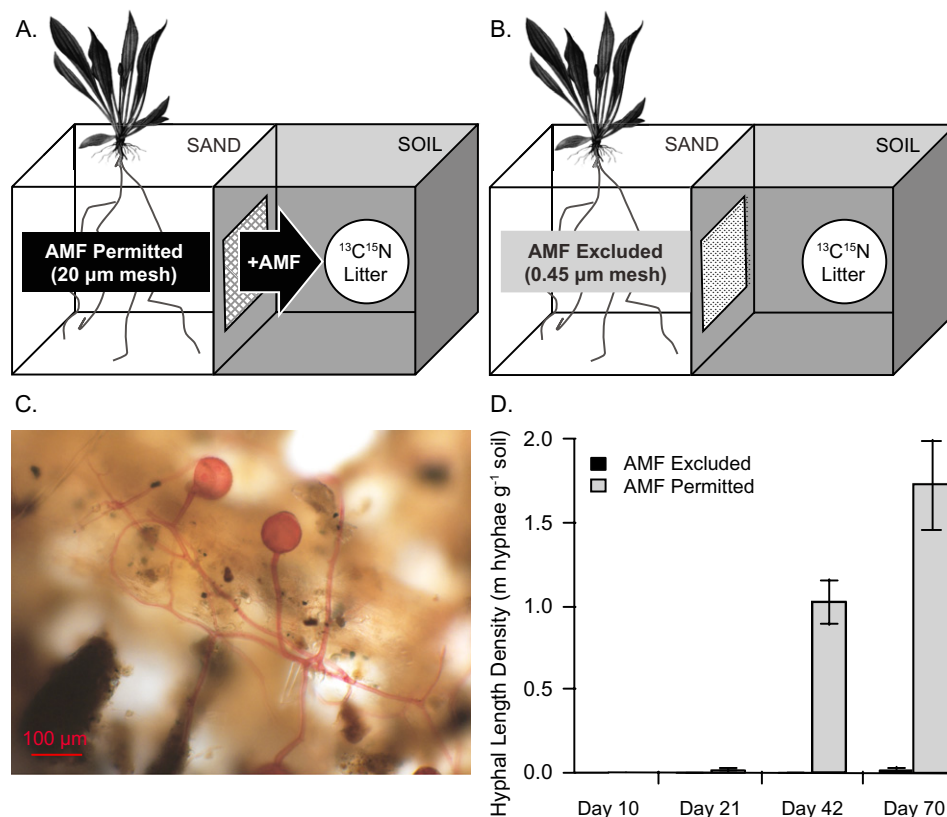 A.
SAND
SOIL
AMF Permitted
(20 µm mesh)
+AMF
¹³C¹⁵N
Litter
B.
SAND
SOIL
AMF Excluded
(0.45 µm mesh)
¹³C¹⁵N
Litter
C.
100 µm
D.
Hyphal Length Density (m hyphae g⁻¹ soil)
2.0
1.5
1.0
0.5
0.0
AMF Excluded
AMF Permitted
Day 10
Day 21
Day 42
Day 70